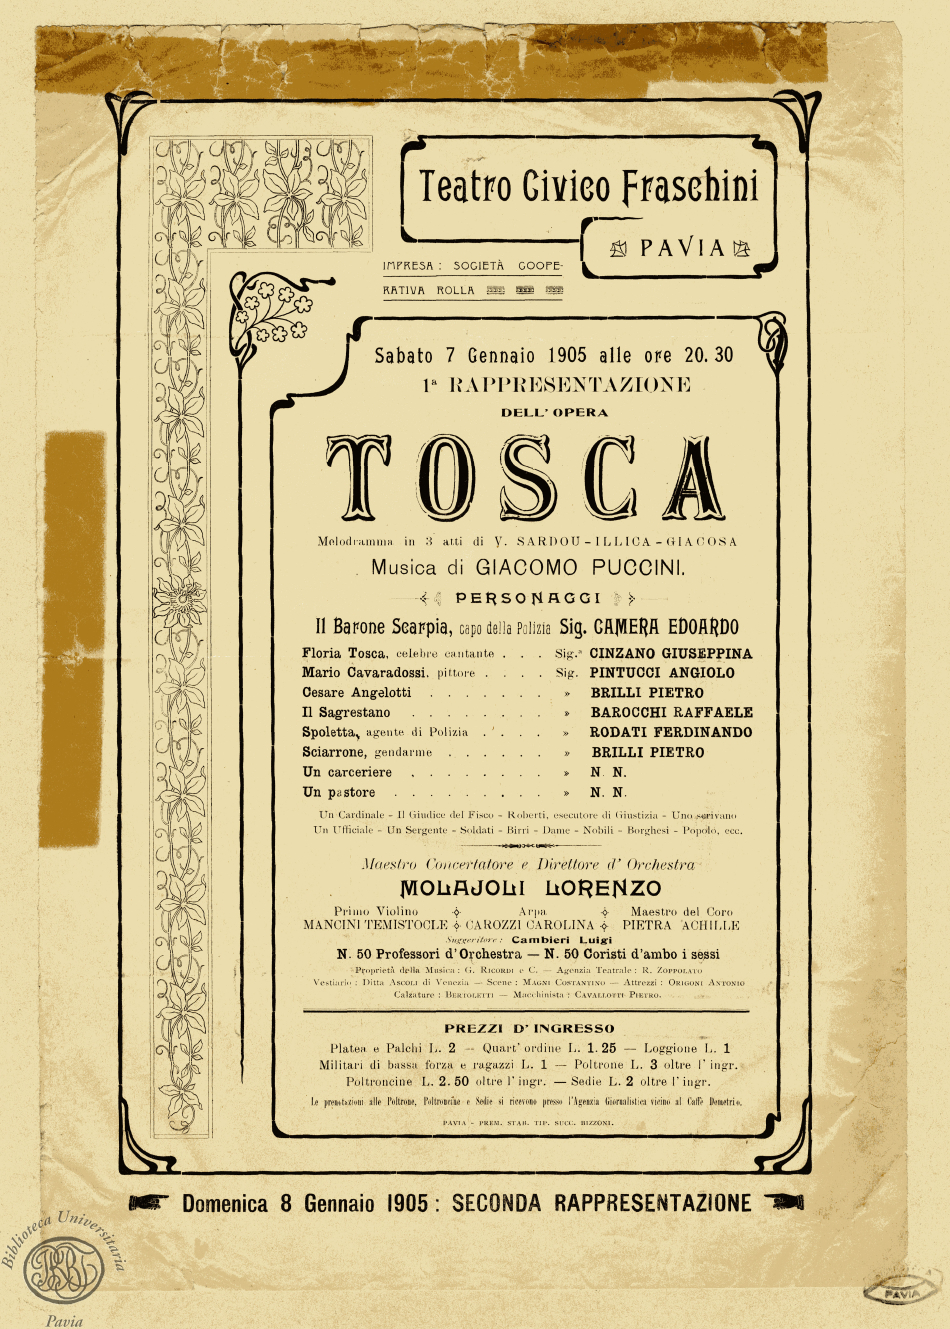 Teatro Civico Fraschini
PAVIA
IMPRESA : SOCIETÀ COOPE-
RATIVA ROLLA
Sabato 7 Gennaio 1905 alle ore 20.30
1ª RAPPRESENTAZIONE
DELL' OPERA
TOSCA
Melodramma in 3 atti di V. SARDOU - ILLICA - GIACOSA
Musica di GIACOMO PUCCINI.
PERSONAGGI
Il Barone Scarpia, capo della Polizia Sig. CAMERA EDOARDO
Floria Tosca, celebre cantante . . . Sig.ª CINZANO GIUSEPPINA
Mario Cavaradossi, pittore . . . . Sig. PINTUCCI ANGIOLO
Cesare Angelotti . . . . . . . » BRILLI PIETRO
Il Sagrestano . . . . . . . . » BAROCCHI RAFFAELE
Spoletta, agente di Polizia . . . . » RODATI FERDINANDO
Sciarrone, gendarme . . . . . . » BRILLI PIETRO
Un carceriere . . . . . . . . » N. N.
Un pastore . . . . . . . . . » N. N.
Un Cardinale - Il Giudice del Fisco - Roberti, esecutore di Giustizia - Uno scrivano
Un Ufficiale - Un Sergente - Soldati - Birri - Dame - Nobili - Borghesi - Popolo, ecc.
Maestro Concertatore e Direttore d' Orchestra
MOLAJOLI LORENZO
Primo Violino Arpa Maestro del Coro
MANCINI TEMISTOCLE CAROZZI CAROLINA PIETRA ACHILLE
Suggeritore : Cambieri Luigi
N. 50 Professori d'Orchestra — N. 50 Coristi d'ambo i sessi
Proprietà della Musica : G. RICORDI e C. — Agenzia Teatrale : R. ZOPPOLATO
Vestiario : Ditta ASCOLI di Venezia — Scene : MAGNI COSTANTINO — Attrezzi : ORIGONI ANTONIO
Calzature : BERTOLETTI — Macchinista : CAVALLOTTI PIETRO.
PREZZI D' INGRESSO
Platea e Palchi L. 2 — Quart' ordine L. 1.25 — Loggione L. 1
Militari di bassa forza e ragazzi L. 1 — Poltrone L. 3 oltre l' ingr.
Poltroncine L. 2.50 oltre l' ingr. — Sedie L. 2 oltre l' ingr.
Le prenotazioni alle Poltrone, Poltroncine e Sedie si ricevono presso l'Agenzia Giornalistica vicino al Caffè Demetrio.
PAVIA - PREM. STAB. TIP. SUCC. BIZZONI.
Domenica 8 Gennaio 1905 : SECONDA RAPPRESENTAZIONE
Biblioteca Universitaria
Pavia
PAVIA